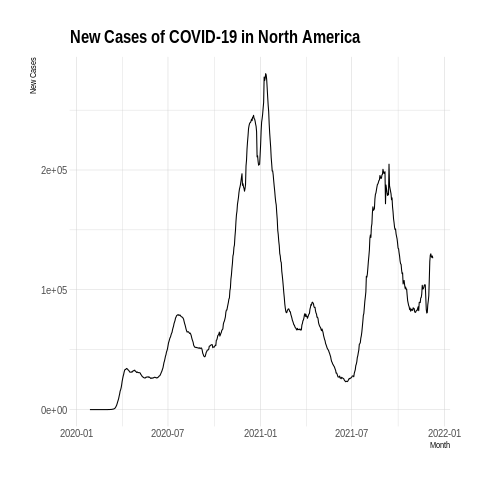 New Cases of COVID-19 in North America
New Cases
2e+05
1e+05
0e+00
2020-01 2020-07 2021-01 2021-07 2022-01
Month